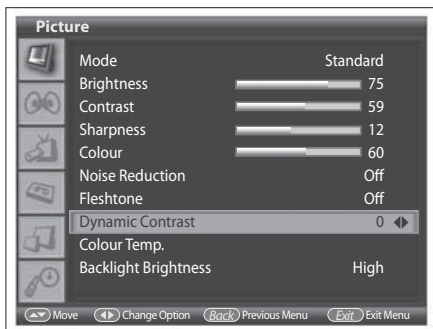 Picture
Mode Standard
Brightness 75
Contrast 59
Sharpness 12
Colour 60
Noise Reduction Off
Fleshtone Off
Dynamic Contrast 0
Colour Temp.
Backlight Brightness High
Move Change Option Back Previous Menu Exit Exit Menu